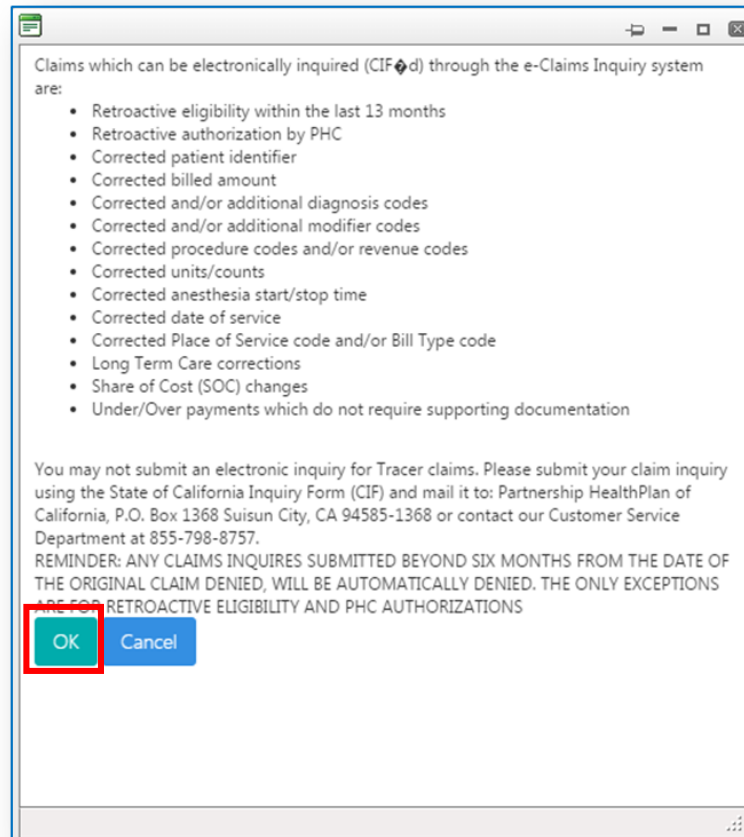 Claims which can be electronically inquired (CIF�d) through the e-Claims Inquiry system
are:
• Retroactive eligibility within the last 13 months
• Retroactive authorization by PHC
• Corrected patient identifier
• Corrected billed amount
• Corrected and/or additional diagnosis codes
• Corrected and/or additional modifier codes
• Corrected procedure codes and/or revenue codes
• Corrected units/counts
• Corrected anesthesia start/stop time
• Corrected date of service
• Corrected Place of Service code and/or Bill Type code
• Long Term Care corrections
• Share of Cost (SOC) changes
• Under/Over payments which do not require supporting documentation
You may not submit an electronic inquiry for Tracer claims. Please submit your claim inquiry
using the State of California Inquiry Form (CIF) and mail it to: Partnership HealthPlan of
California, P.O. Box 1368 Suisun City, CA 94585-1368 or contact our Customer Service
Department at 855-798-8757.
REMINDER: ANY CLAIMS INQUIRES SUBMITTED BEYOND SIX MONTHS FROM THE DATE OF
THE ORIGINAL CLAIM DENIED, WILL BE AUTOMATICALLY DENIED. THE ONLY EXCEPTIONS
ARE FOR RETROACTIVE ELIGIBILITY AND PHC AUTHORIZATIONS
OK Cancel